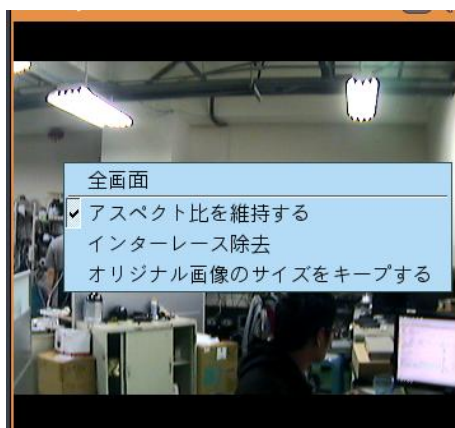 全画面
アスペクト比を維持する
インターレース除去
オリジナル画像のサイズをキープする